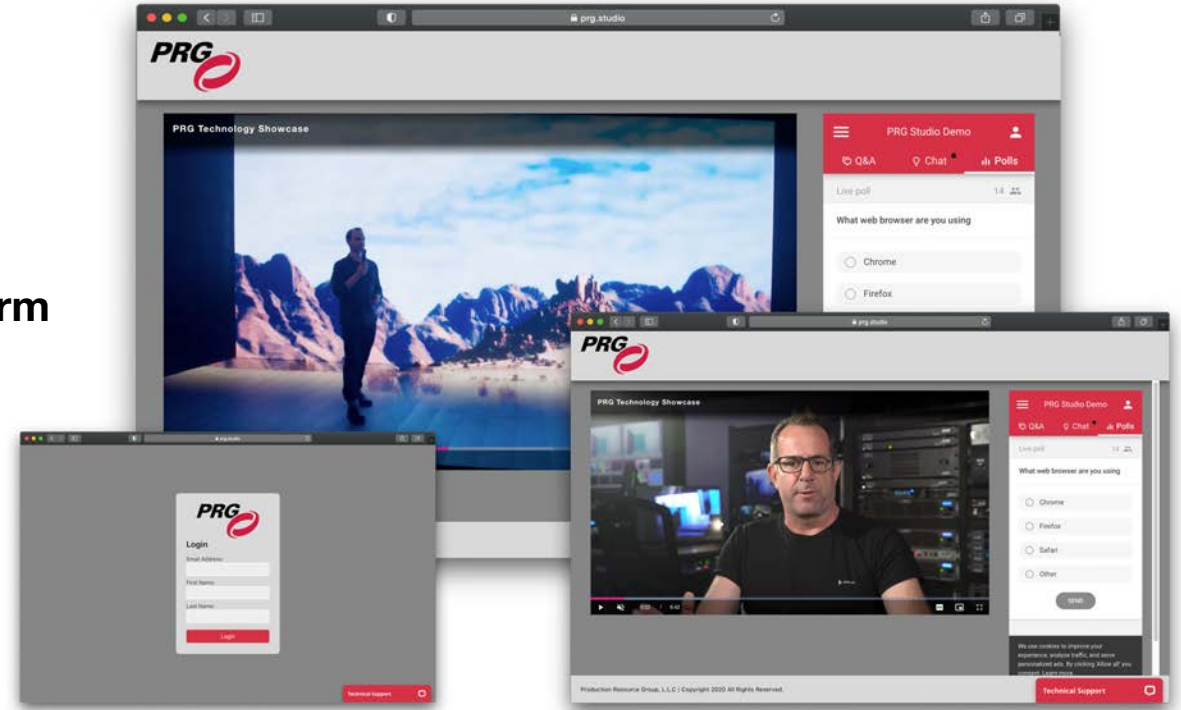 prg.studio
PRG
PRG Technology Showcase
PRG Studio Demo
Q&A
Chat
Polls
Live poll
14
What web browser are you using
Chrome
Firefox
rm
prg.studio
PRG
PRG Technology Showcase
PRG Studio Demo
Q&A
Chat
Polls
Live poll
14
What web browser are you using
Chrome
Firefox
Safari
Other
SEND
We use cookies to improve your
experience, analyze traffic, and serve
personalized ads. By clicking 'Allow all' you
consent. Learn more
Production Resource Group, L.L.C | Copyright 2020 All Rights Reserved.
Technical Support
prg.studio
PRG
Login
Email Address:
First Name:
Last Name:
Login
Technical Support